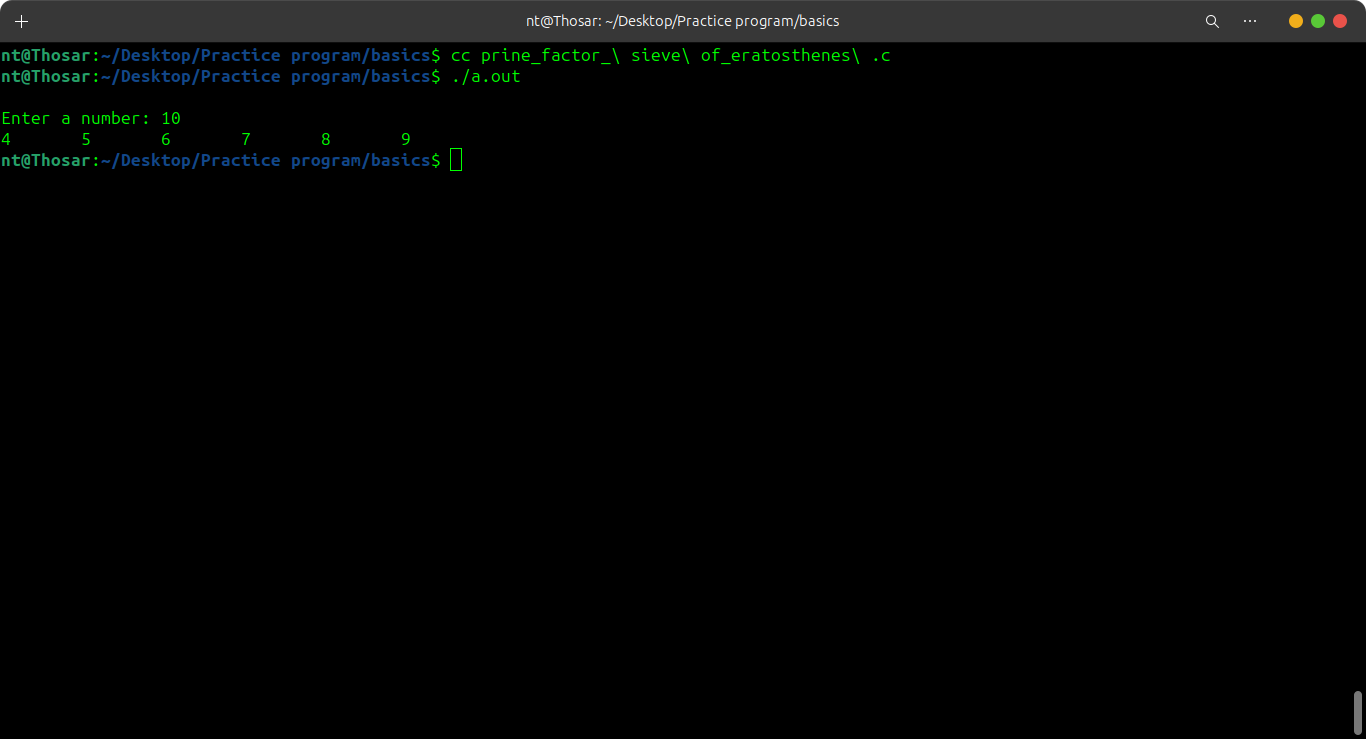 nt@Thosar: ~/Desktop/Practice program/basics
nt@Thosar:~/Desktop/Practice program/basics$ cc prine_factor_\ sieve\ of_eratosthenes\ .c
nt@Thosar:~/Desktop/Practice program/basics$ ./a.out
Enter a number: 10
4 5 6 7 8 9
nt@Thosar:~/Desktop/Practice program/basics$